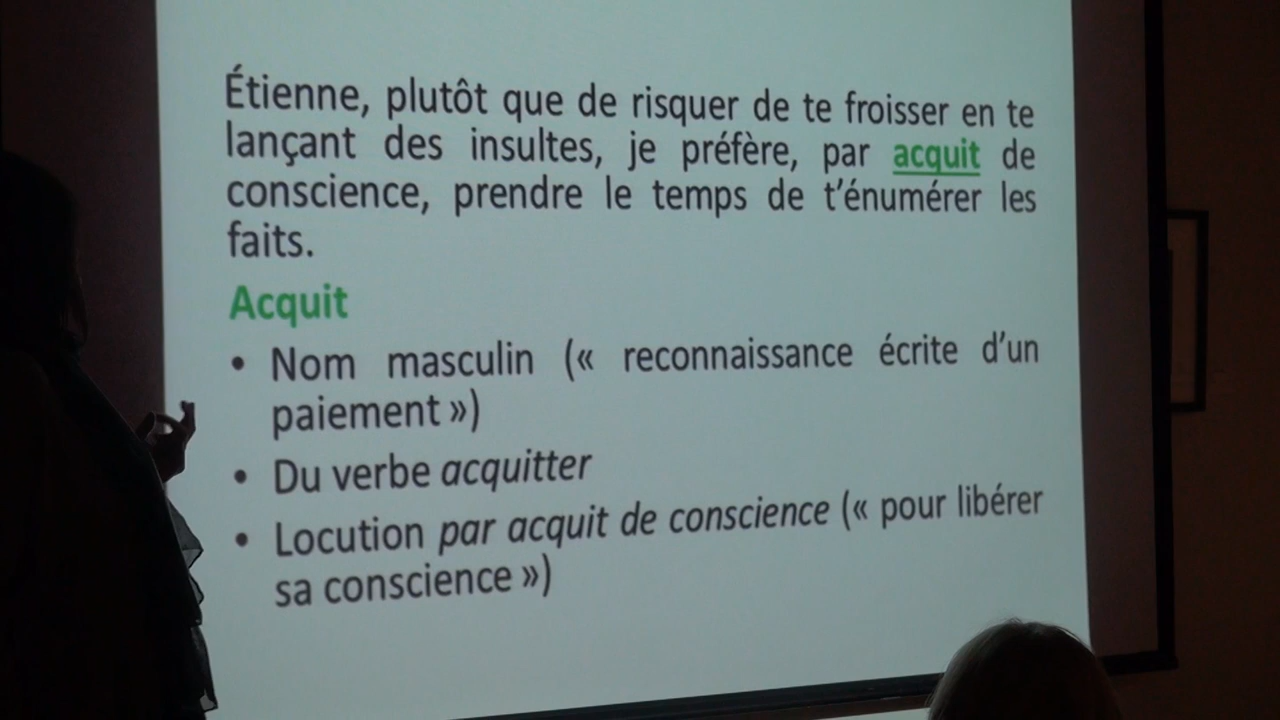 Étienne, plutôt que de risquer de te froisser en te
lançant des insultes, je préfère, par acquit de
conscience, prendre le temps de t’énumérer les
faits.
Acquit
• Nom masculin (« reconnaissance écrite d’un
paiement »)
• Du verbe acquitter
• Locution par acquit de conscience (« pour libérer
sa conscience »)